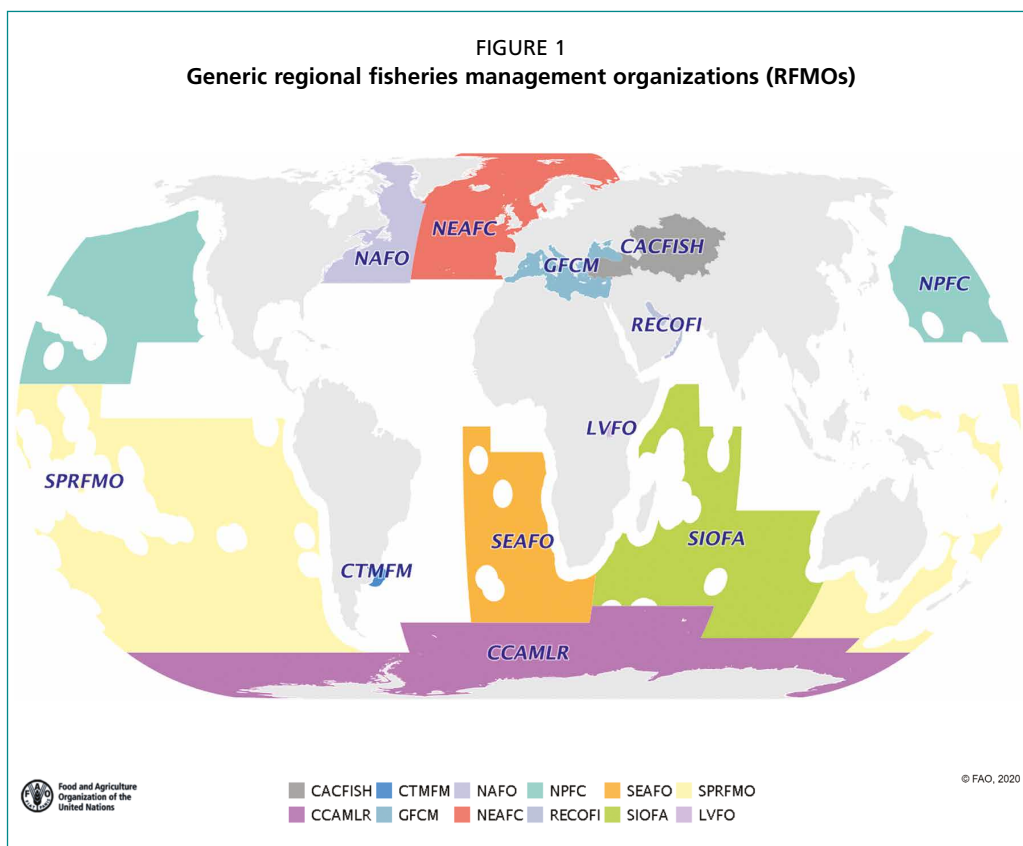 FIGURE 1
Generic regional fisheries management organizations (RFMOs)
NEAFC
NAFO
CACFISH
GFCM
NPFC
RECOFI
LVFO
SPRFMO
SEAFO
SIOFA
CTMFM
CCAMLR
Food and Agriculture
Organization of the
United Nations
© FAO, 2020
CACFISH CTMFM NAFO NPFC SEAFO SPRFMO
CCAMLR GFCM NEAFC RECOFI SIOFA LVFO